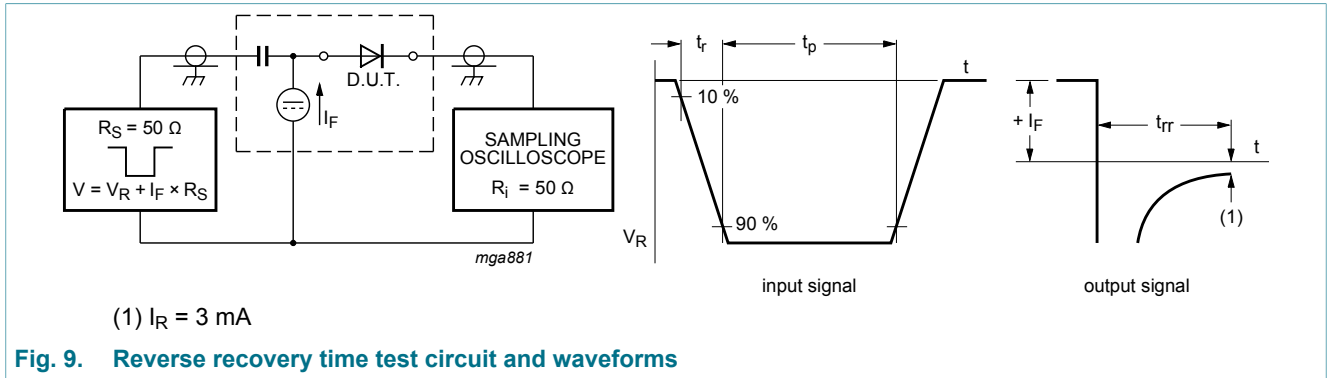 D.U.T.
I_F
R_S = 50 Ω
V = V_R + I_F × R_S
SAMPLING
OSCILLOSCOPE
R_i = 50 Ω
mga881
t_r
t_p
t
10 %
90 %
V_R
input signal
+ I_F
t_rr
t
(1)
output signal
(1) I_R = 3 mA
Fig. 9. Reverse recovery time test circuit and waveforms